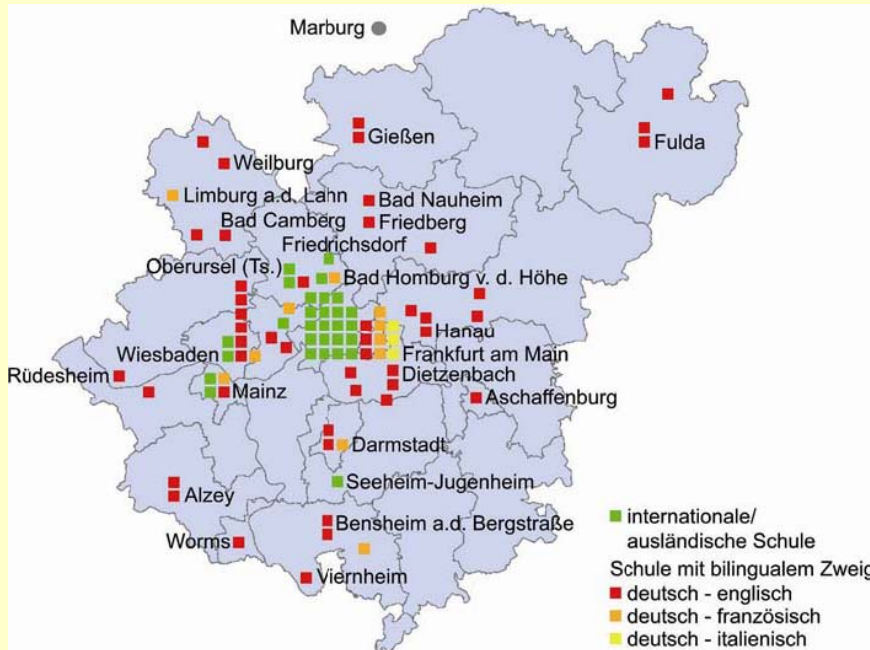 Marburg
Gießen
Fulda
Weilburg
Limburg a.d. Lahn
Bad Nauheim
Bad Camberg
Friedberg
Friedrichsdorf
Oberursel (Ts.)
Bad Homburg v. d. Höhe
Hanau
Wiesbaden
Frankfurt am Main
Rüdesheim
Dietzenbach
Mainz
Aschaffenburg
Darmstadt
Seeheim-Jugenheim
Alzey
Bensheim a.d. Bergstraße
Worms
Viernheim
internationale/
ausländische Schule
Schule mit bilingualem Zweig
deutsch - englisch
deutsch - französisch
deutsch - italienisch